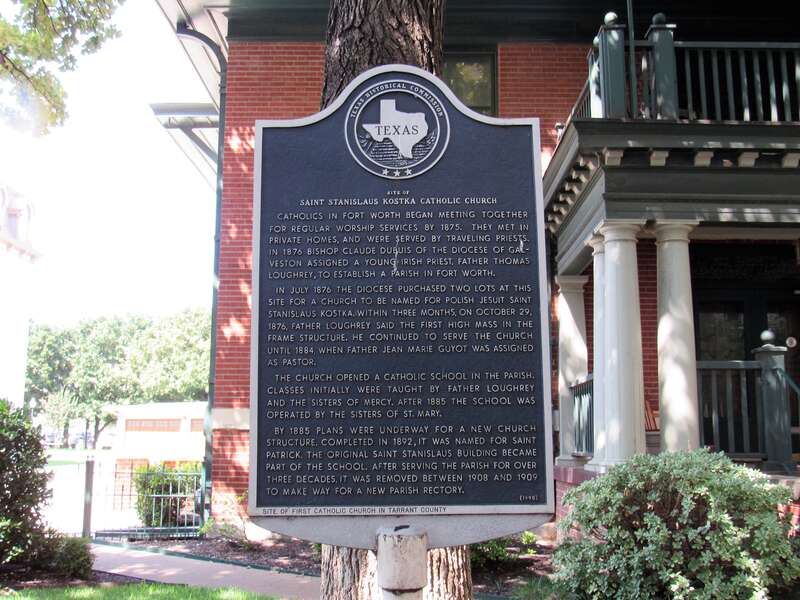 TEXAS HISTORICAL COMMISSION
TEXAS
SITE OF
SAINT STANISLAUS KOSTKA CATHOLIC CHURCH
CATHOLICS IN FORT WORTH BEGAN MEETING TOGETHER
FOR REGULAR WORSHIP SERVICES BY 1875. THEY MET IN
PRIVATE HOMES, AND WERE SERVED BY TRAVELING PRIESTS.
IN 1876 BISHOP CLAUDE DUBUIS OF THE DIOCESE OF GAL-
VESTON ASSIGNED A YOUNG IRISH PRIEST, FATHER THOMAS
LOUGHREY, TO ESTABLISH A PARISH IN FORT WORTH.
IN JULY 1876 THE DIOCESE PURCHASED TWO LOTS AT THIS
SITE FOR A CHURCH TO BE NAMED FOR POLISH JESUIT SAINT
STANISLAUS KOSTKA. WITHIN THREE MONTHS, ON OCTOBER 29,
1876, FATHER LOUGHREY SAID THE FIRST HIGH MASS IN THE
FRAME STRUCTURE. HE CONTINUED TO SERVE THE CHURCH
UNTIL 1884, WHEN FATHER JEAN MARIE GUYOT WAS ASSIGNED
AS PASTOR.
THE CHURCH OPENED A CATHOLIC SCHOOL IN THE PARISH.
CLASSES INITIALLY WERE TAUGHT BY FATHER LOUGHREY
AND THE SISTERS OF MERCY. AFTER 1885 THE SCHOOL WAS
OPERATED BY THE SISTERS OF ST. MARY.
BY 1885 PLANS WERE UNDERWAY FOR A NEW CHURCH
STRUCTURE. COMPLETED IN 1892, IT WAS NAMED FOR SAINT
PATRICK. THE ORIGINAL SAINT STANISLAUS BUILDING BECAME
PART OF THE SCHOOL. AFTER SERVING THE PARISH FOR OVER
THREE DECADES, IT WAS REMOVED BETWEEN 1908 AND 1909
TO MAKE WAY FOR A NEW PARISH RECTORY.
(1998)
SITE OF FIRST CATHOLIC CHURCH IN TARRANT COUNTY